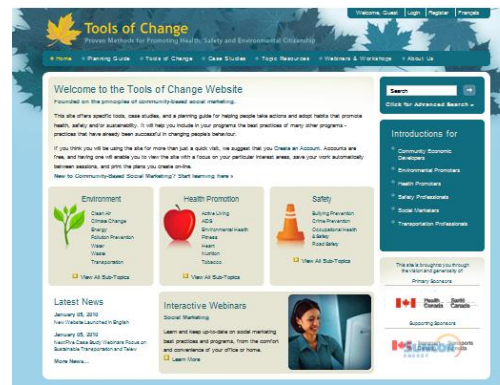 Welcome, Guest Login Register Français
Tools of Change
Proven Methods for Promoting Health, Safety and Environmental Citizenship
Home Planning Guide Tools of Change Case Studies Topic Resources Webinars & Workshops About Us
Welcome to the Tools of Change Website
Founded on the principles of community-based social marketing.
This site offers specific tools, case studies, and a planning guide for helping people take actions and adopt habits that promote
health, safety and/or sustainability. It will help you include in your programs the best practices of many other programs -
practices that have already been successful in changing people's behaviour.
If you think you will be using the site for more than just a quick visit, we suggest that you Create an Account. Accounts are
free, and having one will enable you to view the site with a focus on your particular interest areas, save your work automatically
between sessions, and print the plans you create on-line.
New to Community-Based Social Marketing? Start learning here »
Environment
Clean Air
Climate Change
Energy
Pollution Prevention
Water
Waste
Transportation
View All Sub-Topics
Health Promotion
Active Living
AIDS
Environmental Health
Fitness
Heart
Nutrition
Tobacco
View All Sub-Topics
Safety
Bullying Prevention
Crime Prevention
Occupational Health
& Safety
Road Safety
View All Sub-Topics
Latest News
January 05, 2010
New Website Launched in English
January 05, 2010
Next Five Case Study Webinars Focus on
Sustainable Transportation and Telew
More News...
Interactive Webinars
Social Marketing
Learn and keep up-to-date on social marketing
best practices and programs, from the comfort
and convenience of your office or home.
Learn More
Search
Click for Advanced Search »
Introductions for
Community Economic
Developers
Environmental Promoters
Health Promoters
Safety Professionals
Social Marketers
Transportation Professionals
This site is brought to you through
the vision and generosity of:
Primary Sponsors
Health Canada
Santé Canada
Supporting Sponsors
SUNCOR
ENERGY